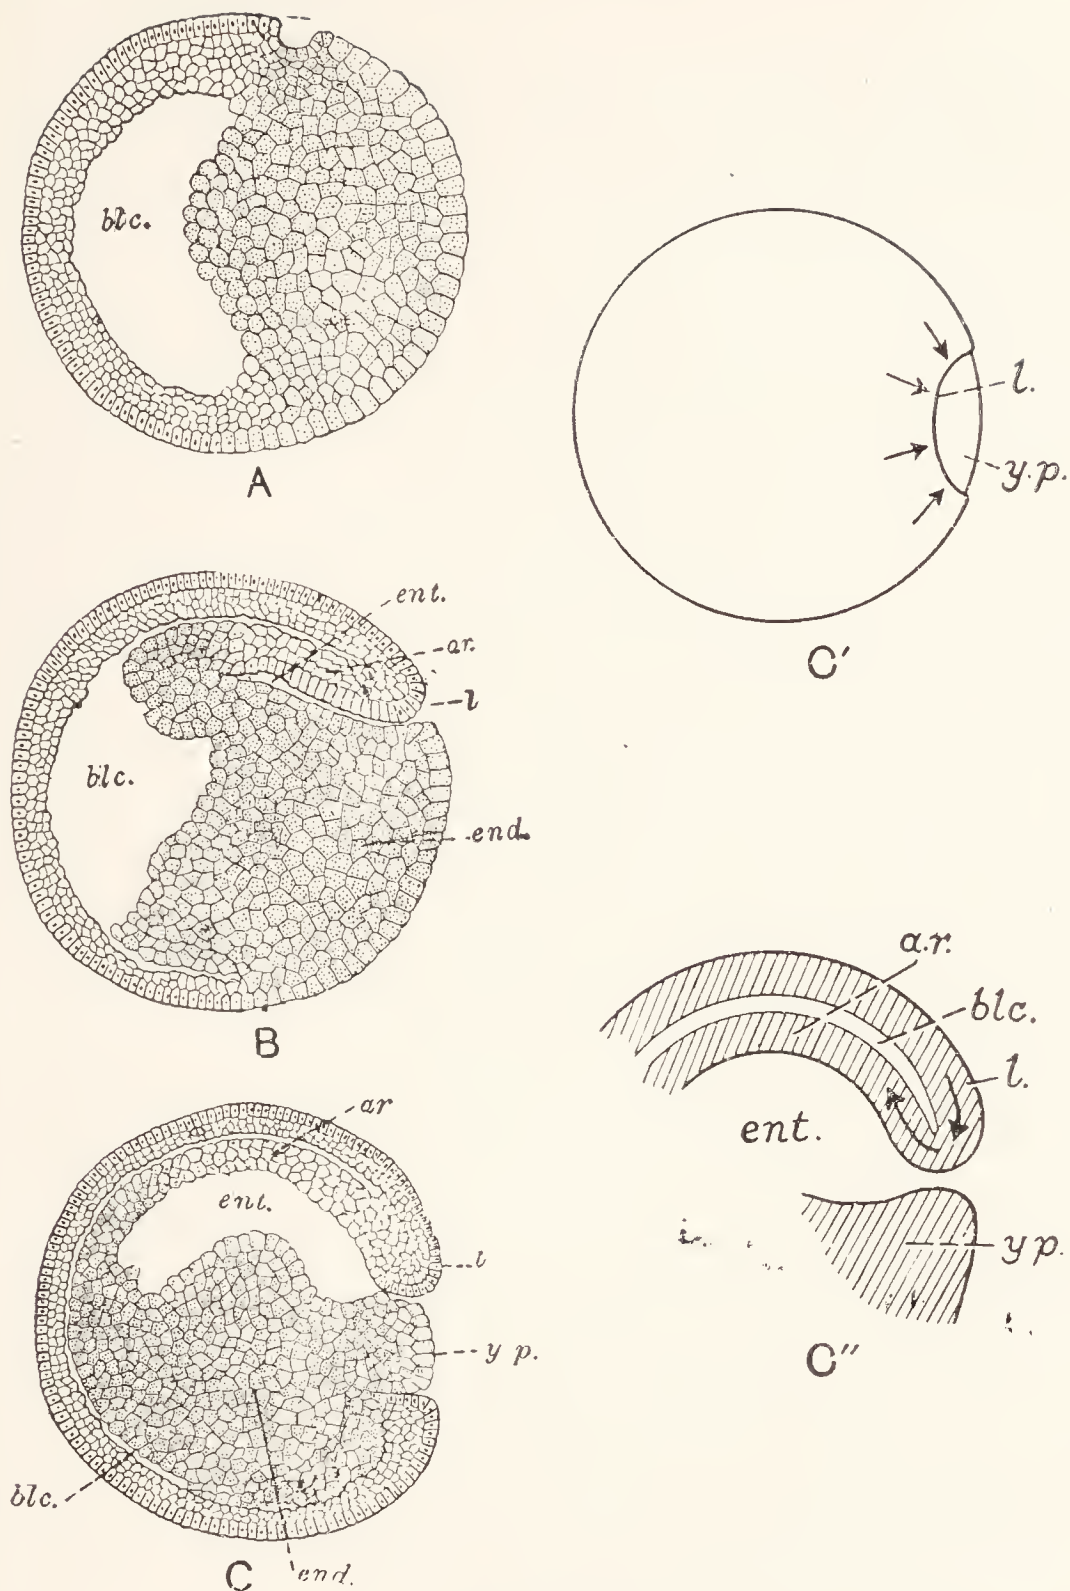 blc.
A
l.
y.p.
C′
ent.
ar.
l
blc.
end.
B
a.r.
blc.
l.
ent.
y p.
C″
ar
ent.
l
y p.
blc.
end.
C